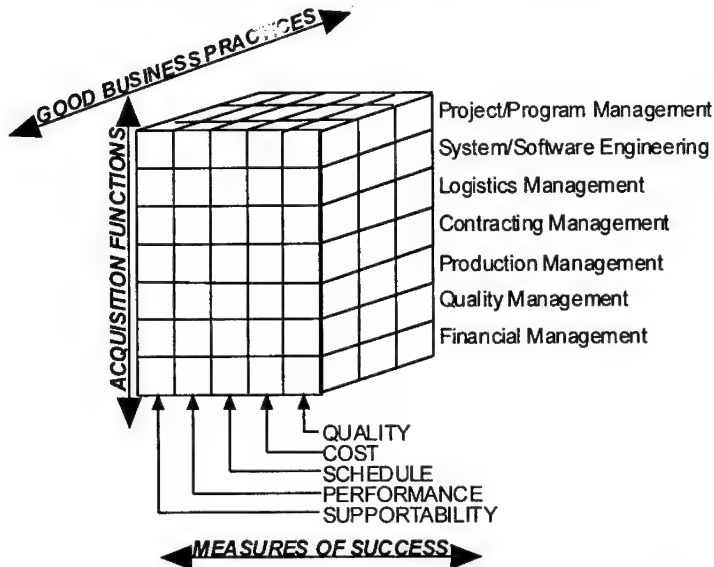 GOOD BUSINESS PRACTICES
ACQUISITION FUNCTIONS
Project/Program Management
System/Software Engineering
Logistics Management
Contracting Management
Production Management
Quality Management
Financial Management
QUALITY
COST
SCHEDULE
PERFORMANCE
SUPPORTABILITY
MEASURES OF SUCCESS